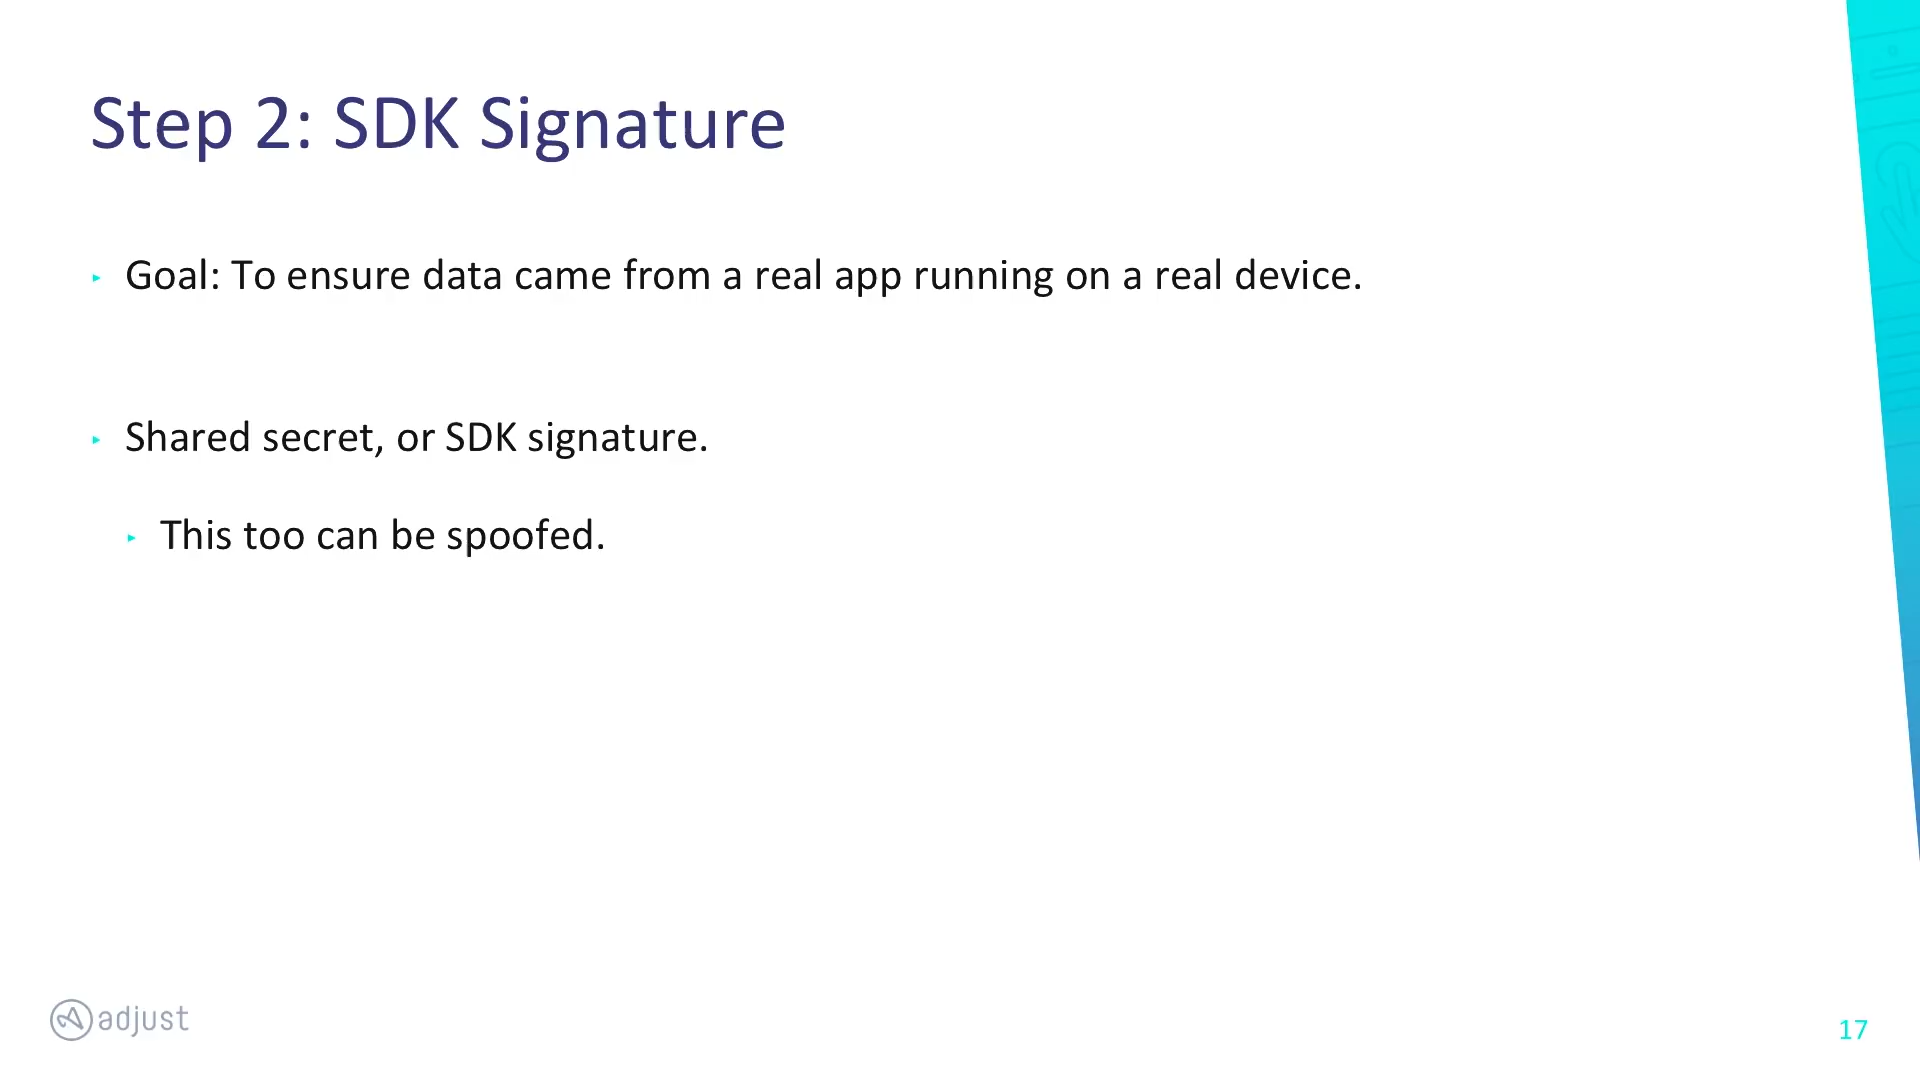 Step 2: SDK Signature
‣ Goal: To ensure data came from a real app running on a real device.
‣ Shared secret, or SDK signature.
‣ This too can be spoofed.
adjust
17